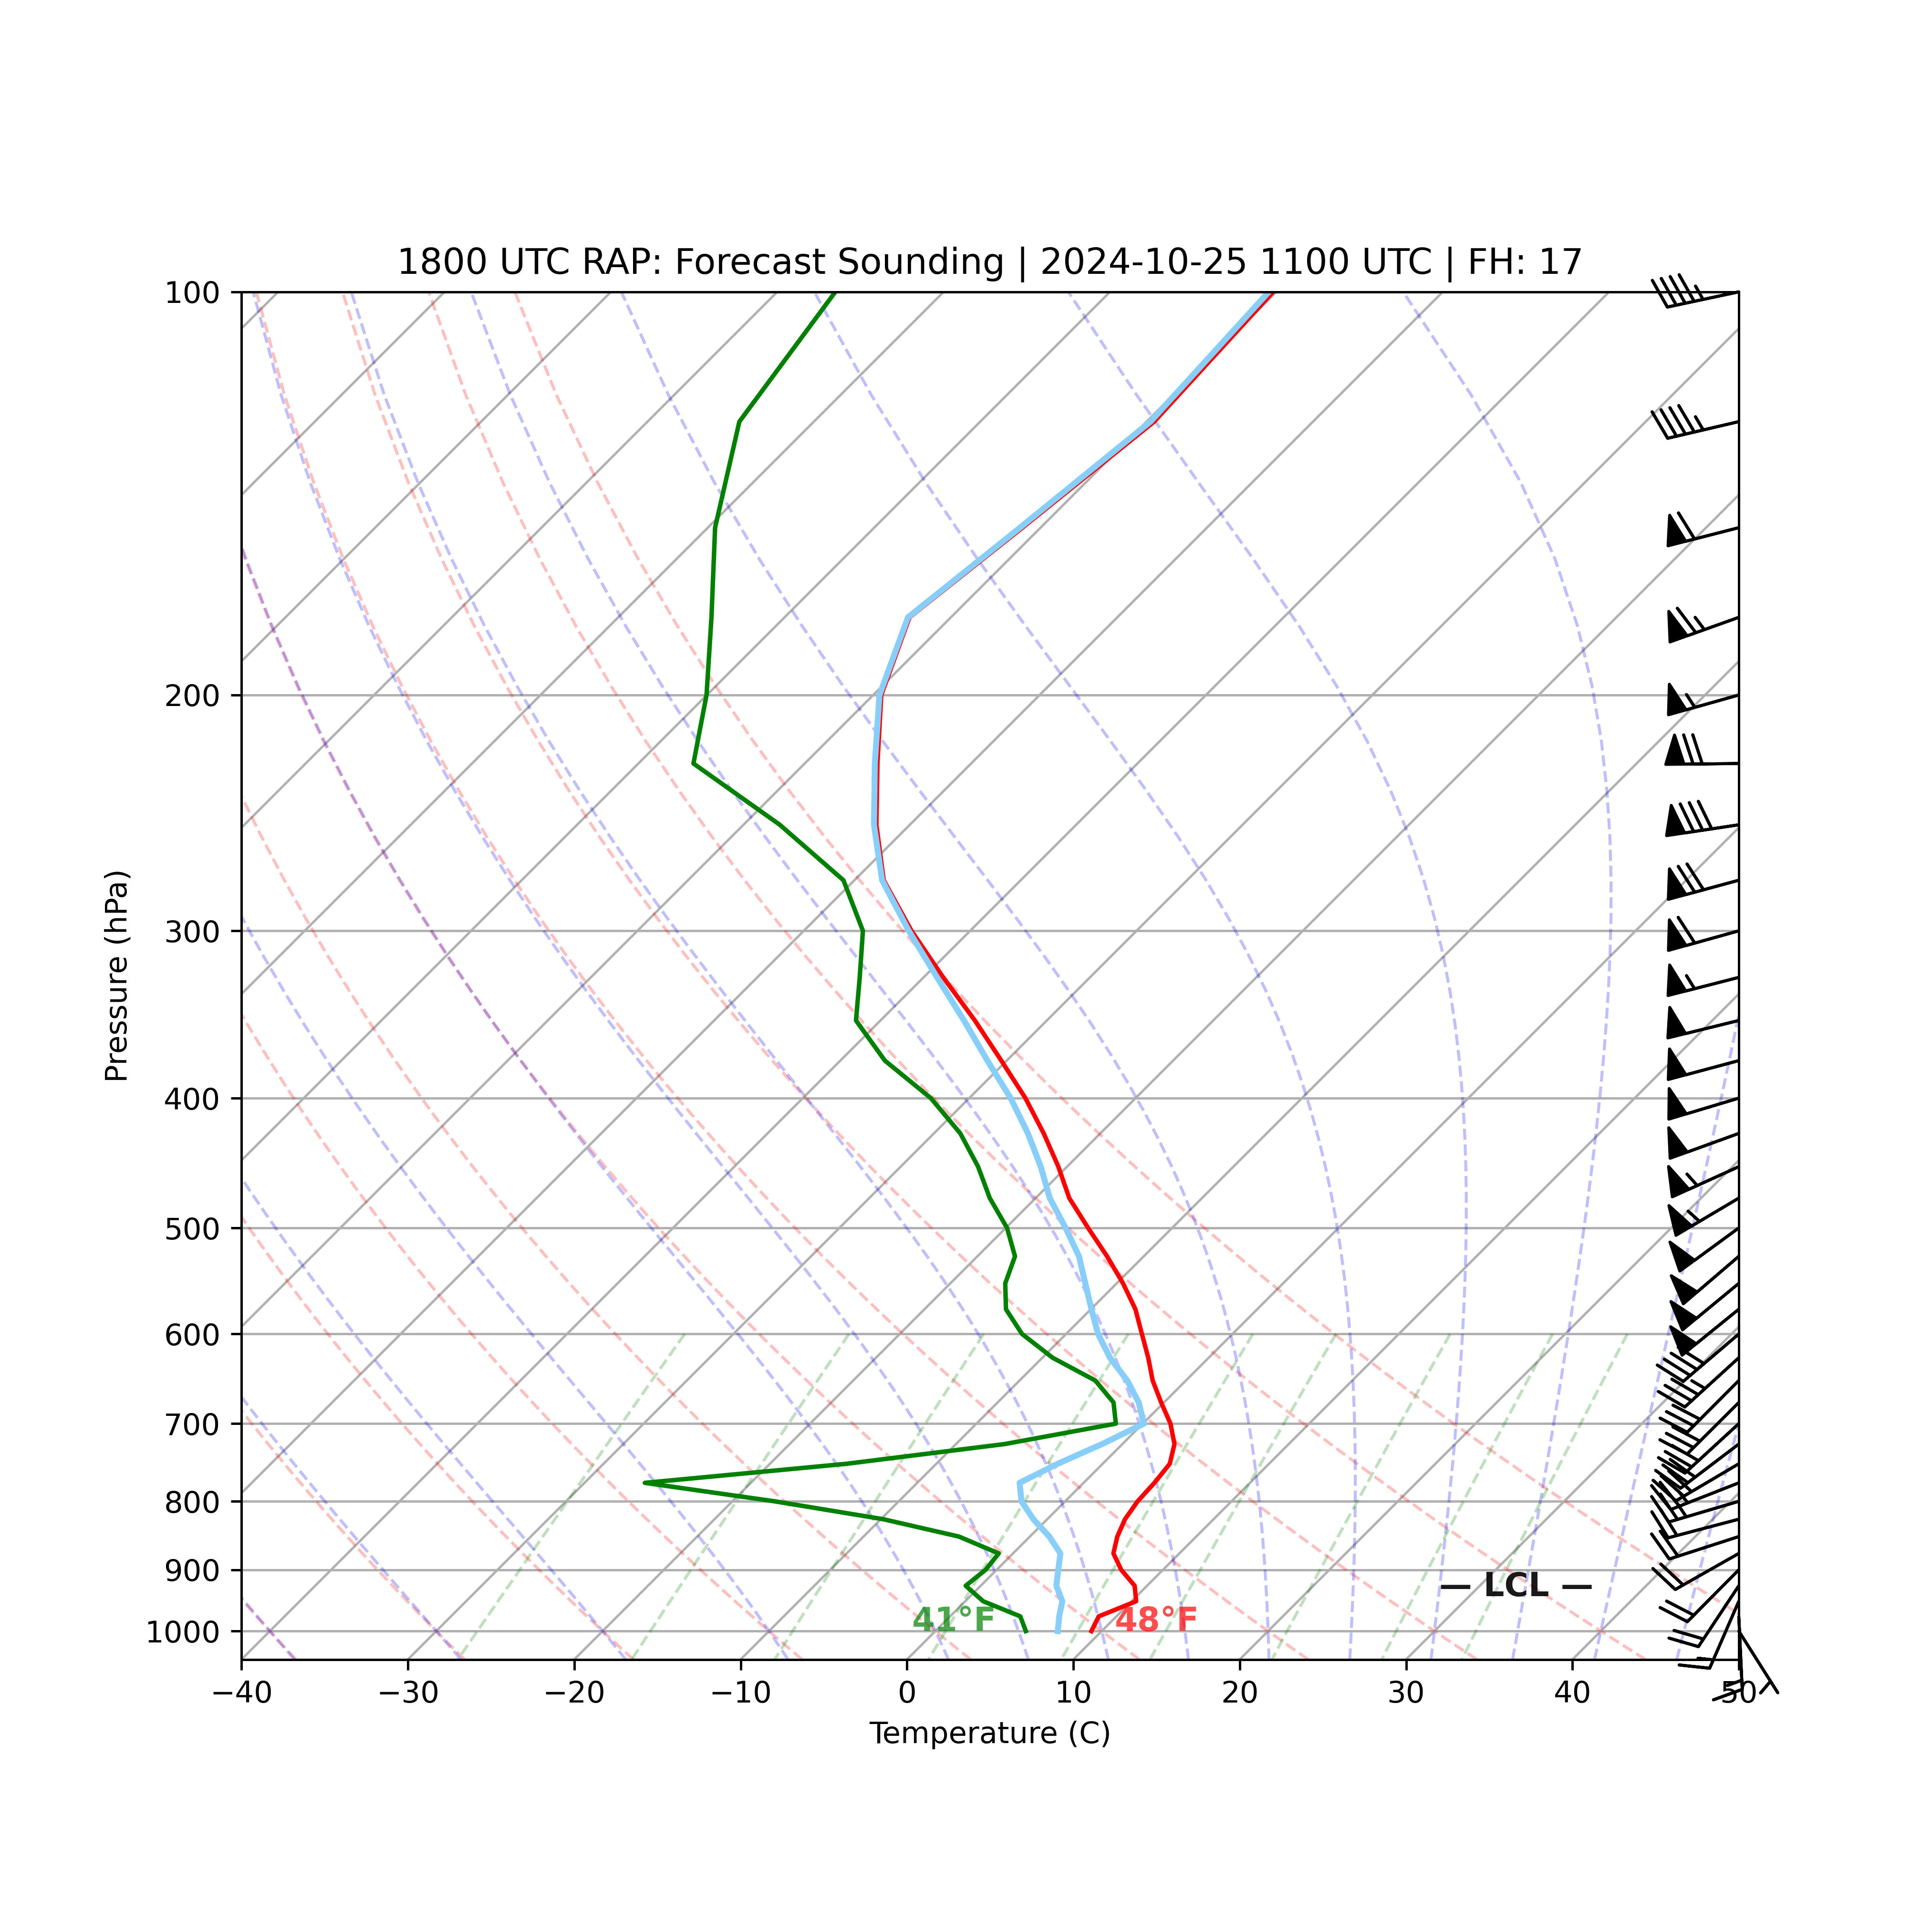 1800 UTC RAP: Forecast Sounding | 2024-10-25 1100 UTC | FH: 17
100
200
300
400
500
600
700
800
900
1000
Pressure (hPa)
— LCL —
41°F
48°F
−40 −30 −20 −10 0 10 20 30 40 50
Temperature (C)